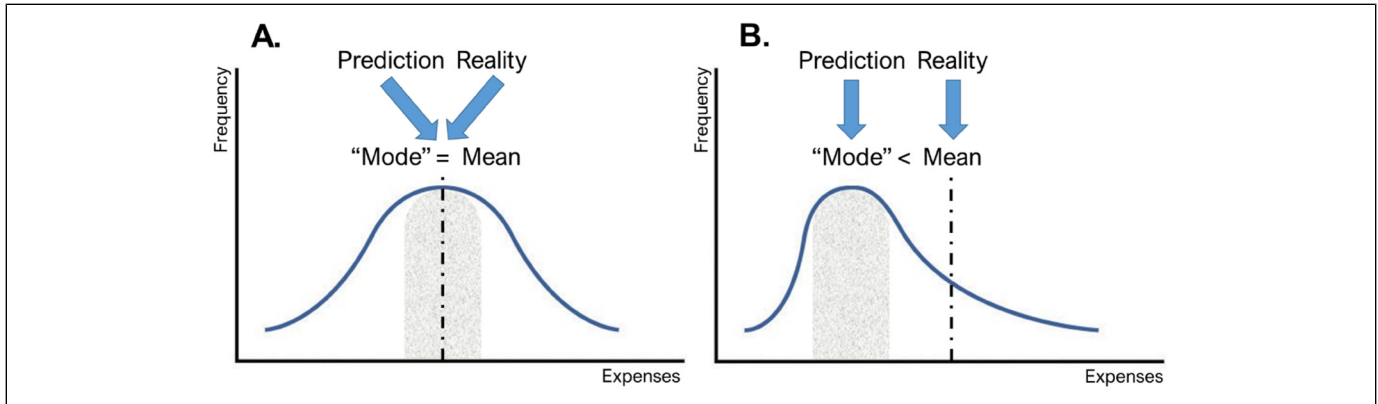 A.
Prediction Reality
Frequency
“Mode” = Mean
Expenses
B.
Prediction Reality
Frequency
“Mode” < Mean
Expenses